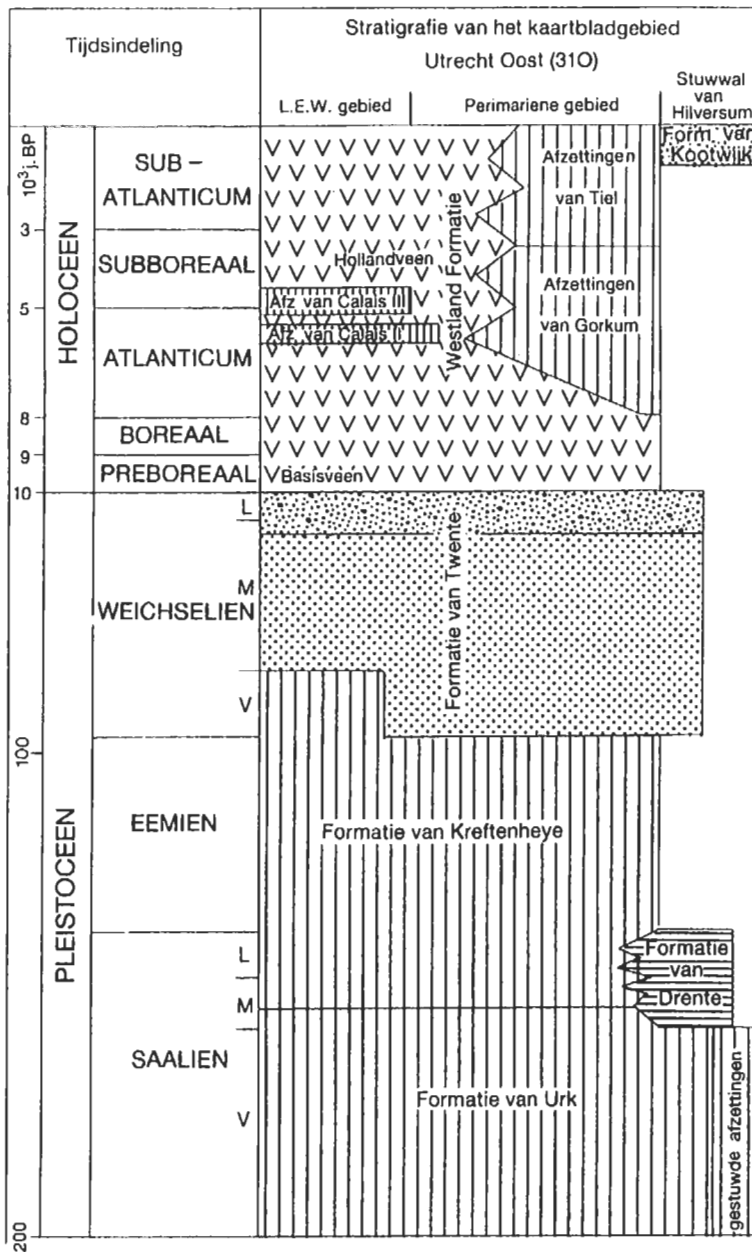 Tijdsindeling
Stratigrafie van het kaartbladgebied
Utrecht Oost (31O)
L.E.W. gebied
Perimariene gebied
Stuwwal
van
Hilversum
10³j. BP
3
5
8
9
10
100
200
HOLOCEEN
PLEISTOCEEN
SUB –
ATLANTICUM
SUBBOREAAL
ATLANTICUM
BOREAAL
PREBOREAAL
L
M
WEICHSELIEN
V
EEMIEN
L
M
SAALIEN
V
Form. van
Kootwijk
Afzettingen
van Tiel
Hollandveen
Westland Formatie
Afz. van Calais III
Afz. van Calais II
Afzettingen
van Gorkum
Basisveen
Formatie van Twente
Formatie van Kreftenheye
Formatie
van
Drente
Formatie van Urk
gestuwde afzettingen